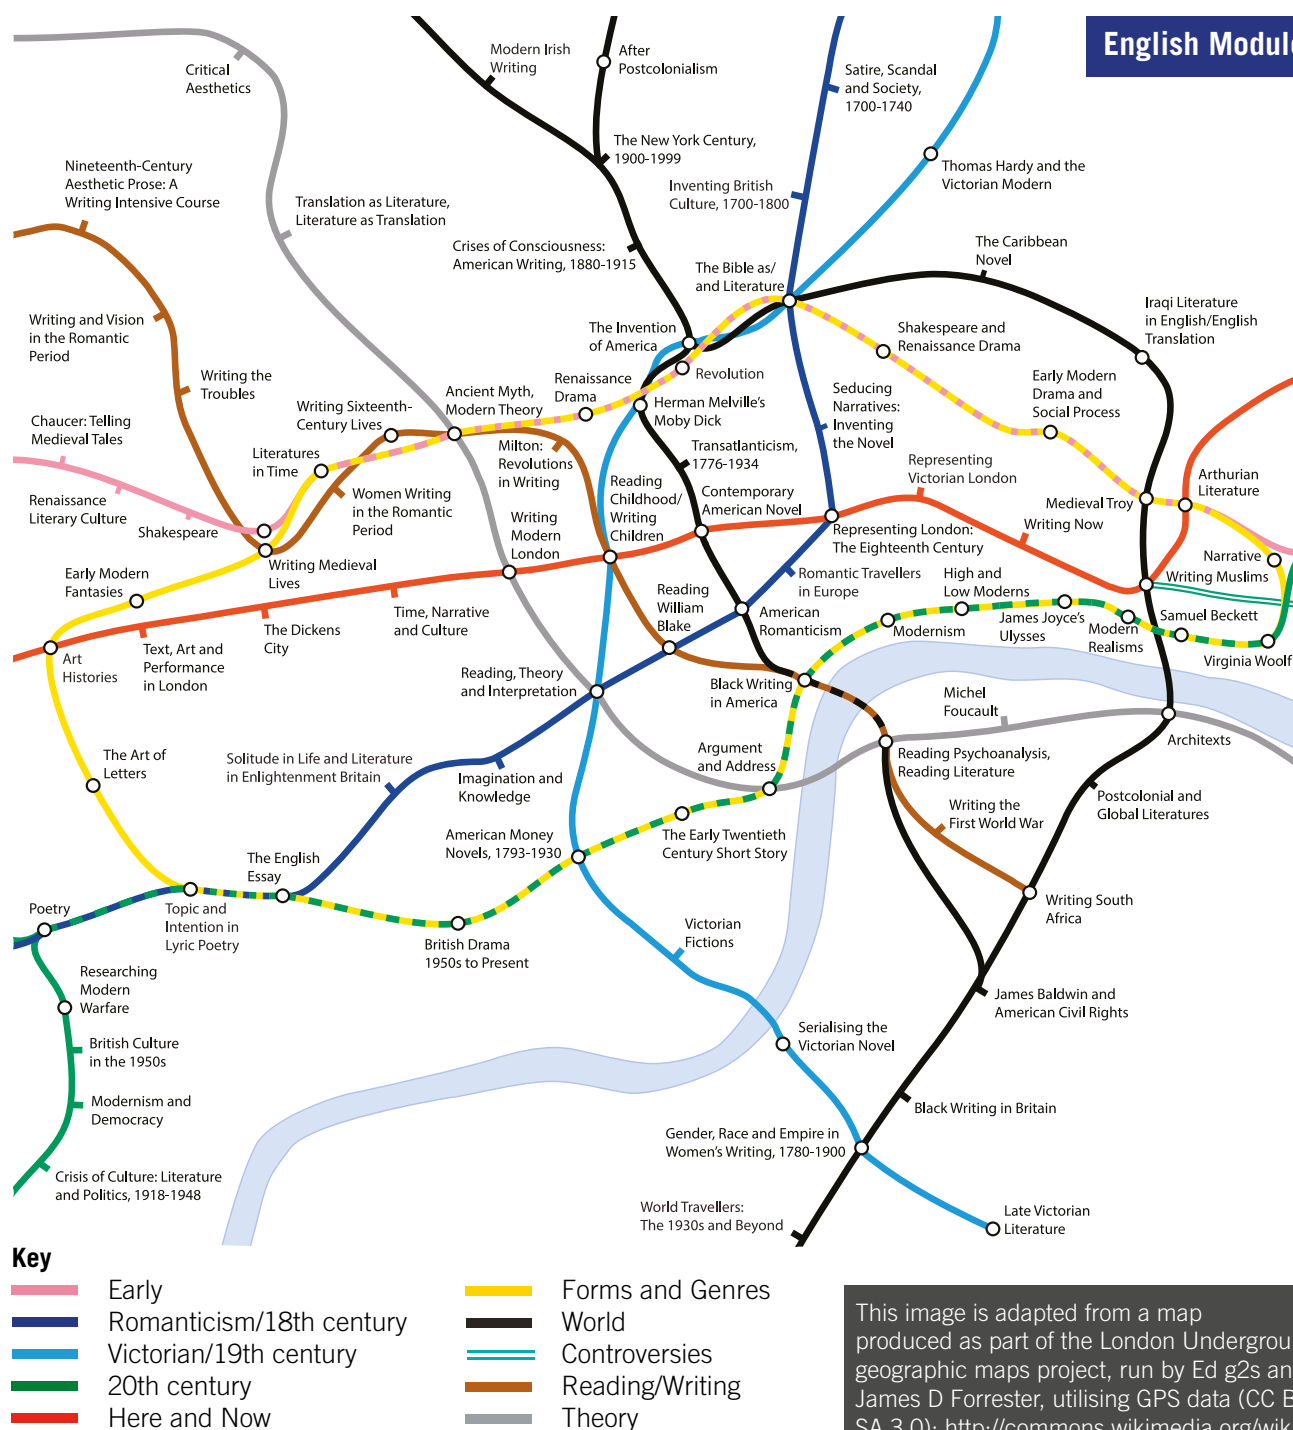 English Module
Critical
Aesthetics
Modern Irish
Writing
After
Postcolonialism
Satire, Scandal
and Society,
1700-1740
The New York Century,
1900-1999
Thomas Hardy and the
Victorian Modern
Nineteenth-Century
Aesthetic Prose: A
Writing Intensive Course
Inventing British
Culture, 1700-1800
Translation as Literature,
Literature as Translation
Crises of Consciousness:
American Writing, 1880-1915
The Caribbean
Novel
The Bible as/
and Literature
Iraqi Literature
in English/English
Translation
Writing and Vision
in the Romantic
Period
The Invention
of America
Shakespeare and
Renaissance Drama
Writing the
Troubles
Ancient Myth,
Modern Theory
Renaissance
Drama
Revolution
Early Modern
Drama and
Social Process
Seducing
Narratives:
Inventing
the Novel
Writing Sixteenth-
Century Lives
Herman Melville's
Moby Dick
Chaucer: Telling
Medieval Tales
Literatures
in Time
Milton:
Revolutions
in Writing
Transatlanticism,
1776-1934
Representing
Victorian London
Arthurian
Literature
Renaissance
Literary Culture
Shakespeare
Women Writing
in the Romantic
Period
Reading
Childhood/
Writing
Children
Contemporary
American Novel
Medieval Troy
Writing
Modern
London
Representing London:
The Eighteenth Century
Writing Now
Narrative
Writing Medieval
Lives
Writing Muslims
Early Modern
Fantasies
Time, Narrative
and Culture
Reading
William
Blake
Romantic Travellers
in Europe
High and
Low Moderns
The Dickens
City
American
Romanticism
Modernism
James Joyce's
Ulysses
Modern
Realisms
Samuel Beckett
Art
Histories
Text, Art and
Performance
in London
Virginia Woolf
Reading, Theory
and Interpretation
Black Writing
in America
Michel
Foucault
Architexts
The Art of
Letters
Solitude in Life and Literature
in Enlightenment Britain
Argument
and Address
Reading Psychoanalysis,
Reading Literature
Imagination and
Knowledge
Postcolonial and
Global Literatures
Writing the
First World War
American Money
Novels, 1793-1930
The Early Twentieth
Century Short Story
The English
Essay
Poetry
Topic and
Intention in
Lyric Poetry
Writing South
Africa
British Drama
1950s to Present
Victorian
Fictions
Researching
Modern
Warfare
James Baldwin and
American Civil Rights
British Culture
in the 1950s
Serialising the
Victorian Novel
Modernism and
Democracy
Black Writing in Britain
Gender, Race and Empire in
Women's Writing, 1780-1900
Crisis of Culture: Literature
and Politics, 1918-1948
World Travellers:
The 1930s and Beyond
Late Victorian
Literature
Key
Early
Romanticism/18th century
Victorian/19th century
20th century
Here and Now
Forms and Genres
World
Controversies
Reading/Writing
Theory
This image is adapted from a map
produced as part of the London Undergrou
geographic maps project, run by Ed g2s an
James D Forrester, utilising GPS data (CC B
SA 3.0): http://commons.wikimedia.org/wik